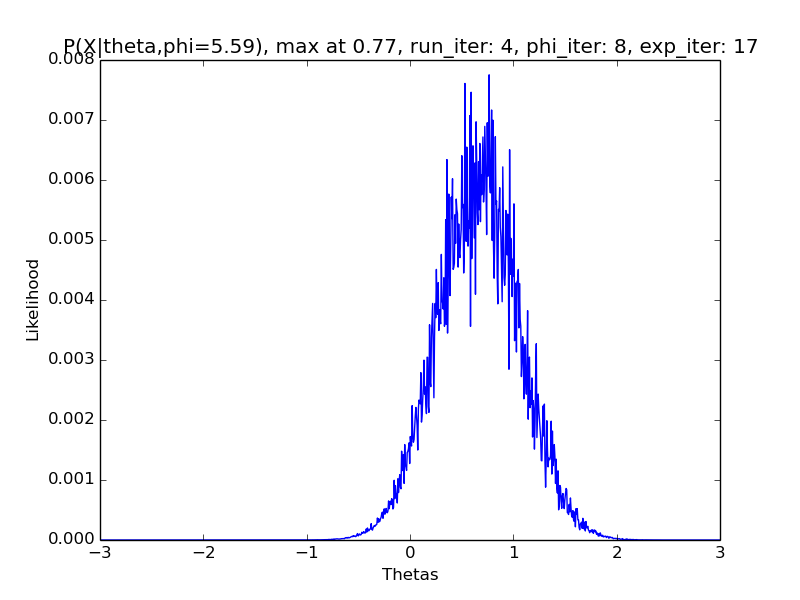 P(X|theta,phi=5.59), max at 0.77, run_iter: 4, phi_iter: 8, exp_iter: 17
0.008
0.007
0.006
0.005
0.004
0.003
0.002
0.001
0.000
Likelihood
−3 −2 −1 0 1 2 3
Thetas